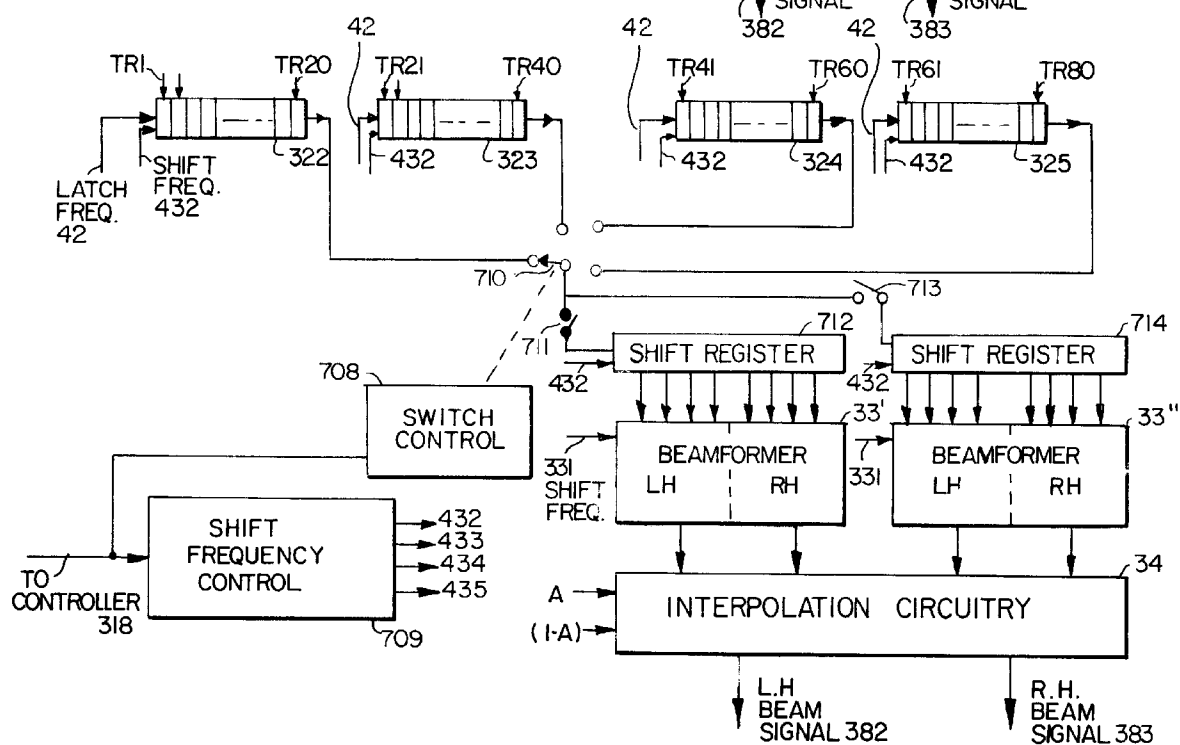 SIGNAL SIGNAL
382 383
42 42
TR1 TR20 TR21 TR40 TR41 TR60 TR61 TR80
322 323 324 325
42 432 42 432 432
LATCH FREQ. 42
SHIFT FREQ. 432
710
713
711
712
714
SHIFT REGISTER
SHIFT REGISTER
432
432
708
SWITCH
CONTROL
33'
33"
BEAMFORMER
LH RH
BEAMFORMER
LH RH
331
SHIFT
FREQ.
331
SHIFT
FREQUENCY
CONTROL
432
433
434
435
709
TO
CONTROLLER
318
34
A
(1-A)
INTERPOLATION CIRCUITRY
L.H
BEAM
SIGNAL 382
R.H.
BEAM
SIGNAL 383